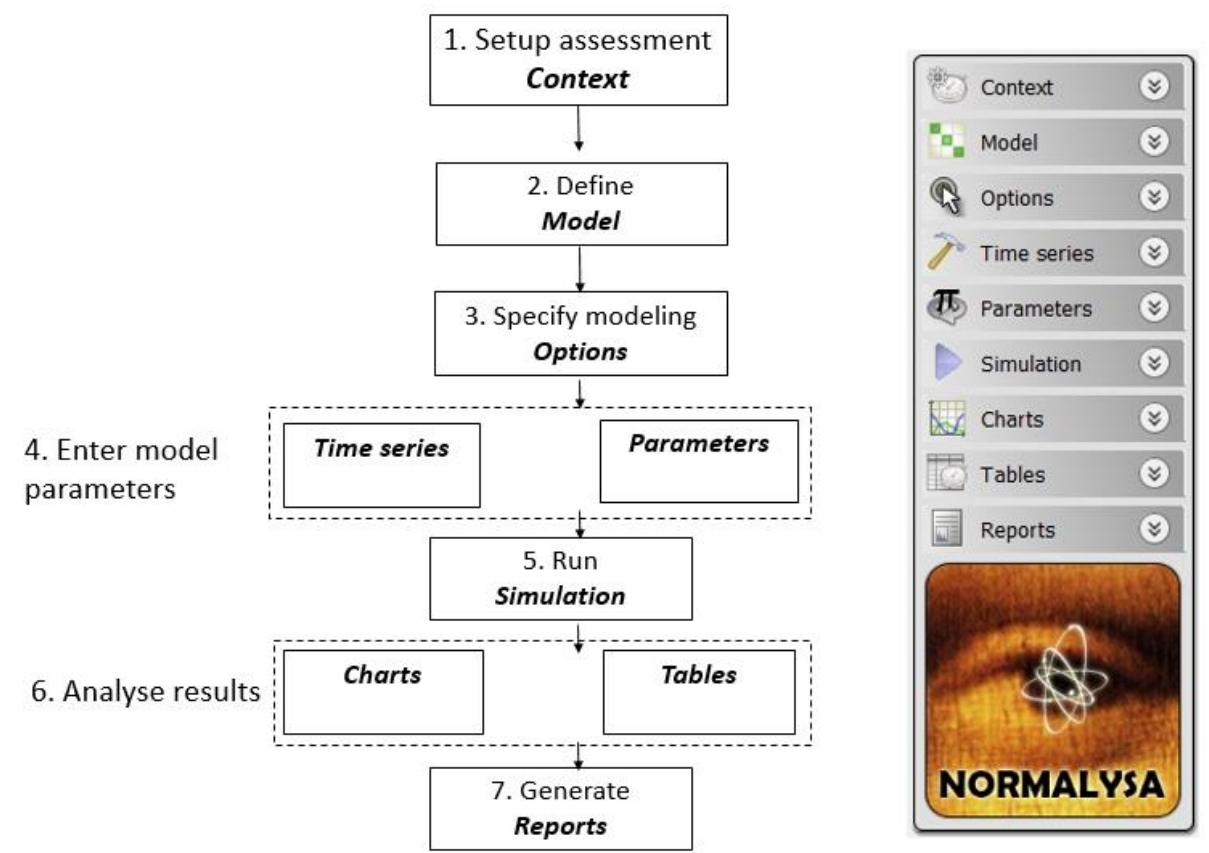 1. Setup assessment
Context
2. Define
Model
3. Specify modeling
Options
4. Enter model
parameters
Time series
Parameters
5. Run
Simulation
6. Analyse results
Charts
Tables
7. Generate
Reports
Context
Model
Options
Time series
Parameters
Simulation
Charts
Tables
Reports
NORMALYSA